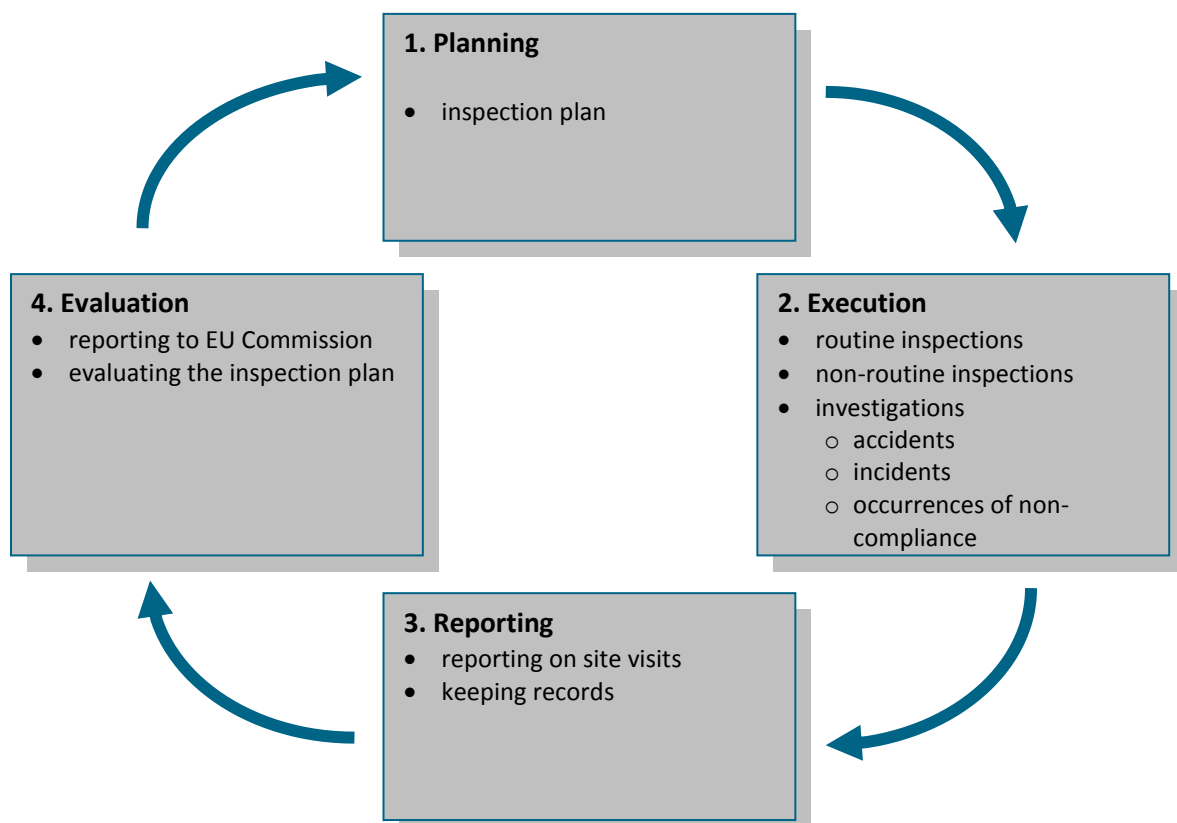 1. Planning
• inspection plan
2. Execution
• routine inspections
• non-routine inspections
• investigations
o accidents
o incidents
o occurrences of non-
compliance
3. Reporting
• reporting on site visits
• keeping records
4. Evaluation
• reporting to EU Commission
• evaluating the inspection plan